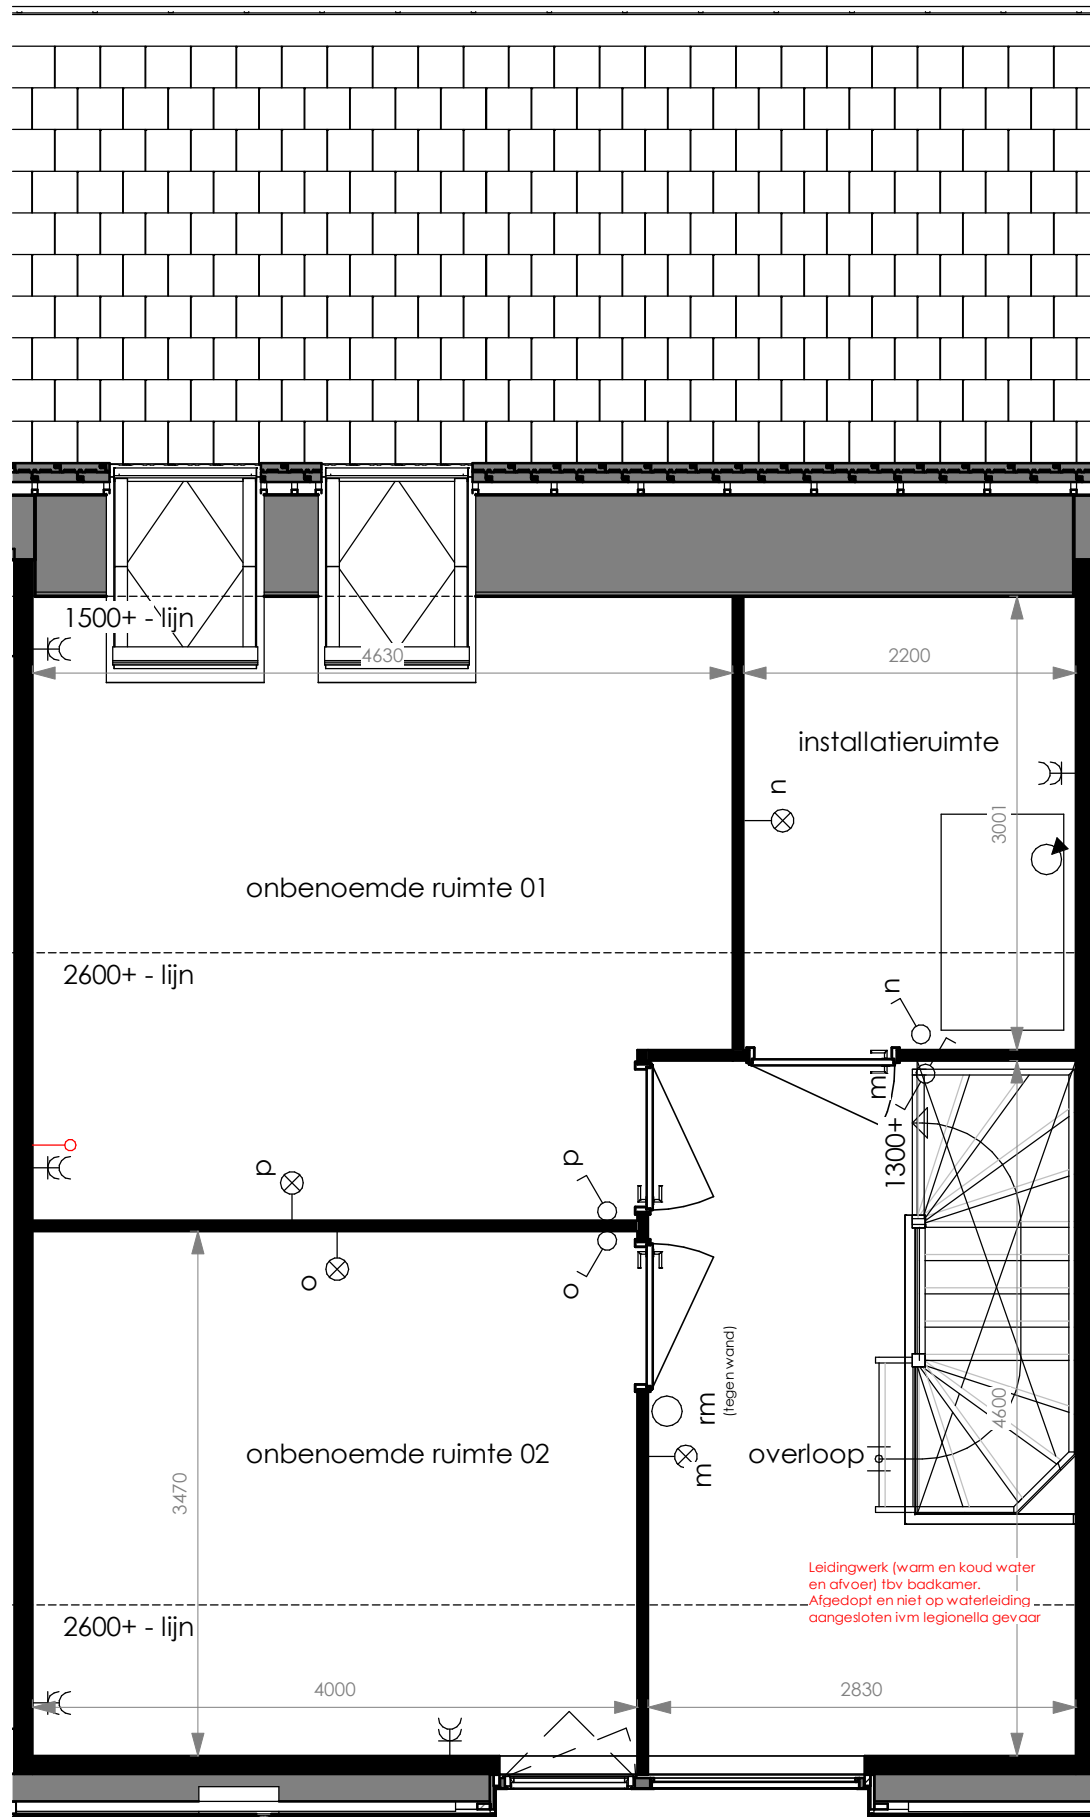 1500+ - lijn
4630
2200
installatieruimte
n
3001
onbenoemde ruimte 01
2600+ - lijn
n
m
1300+
p
p
o
o
rm
(tegen wand)
m
overloop
4600
onbenoemde ruimte 02
3470
Leidingwerk (warm en koud water
en afvoer) tbv badkamer.
Afgedopt en niet op waterleiding
aangesloten ivm legionella gevaar
2600+ - lijn
4000
2830